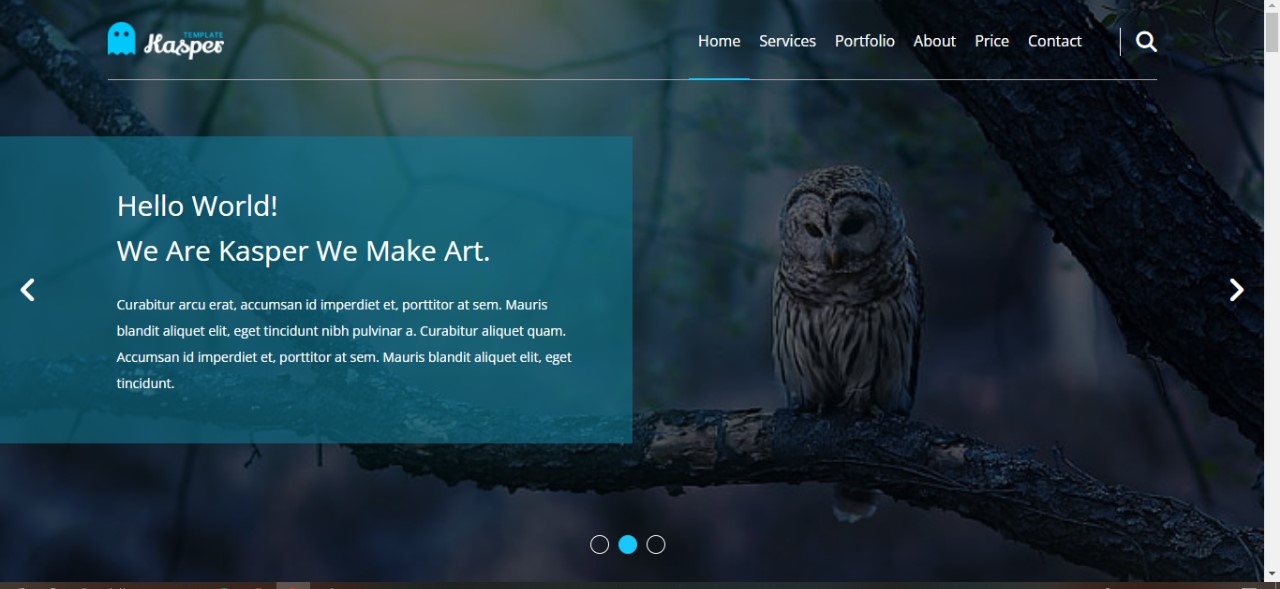 TEMPLATE
Kasper
Home Services Portfolio About Price Contact
Hello World!
We Are Kasper We Make Art.
Curabitur arcu erat, accumsan id imperdiet et, porttitor at sem. Mauris
blandit aliquet elit, eget tincidunt nibh pulvinar a. Curabitur aliquet quam.
Accumsan id imperdiet et, porttitor at sem. Mauris blandit aliquet elit, eget
tincidunt.